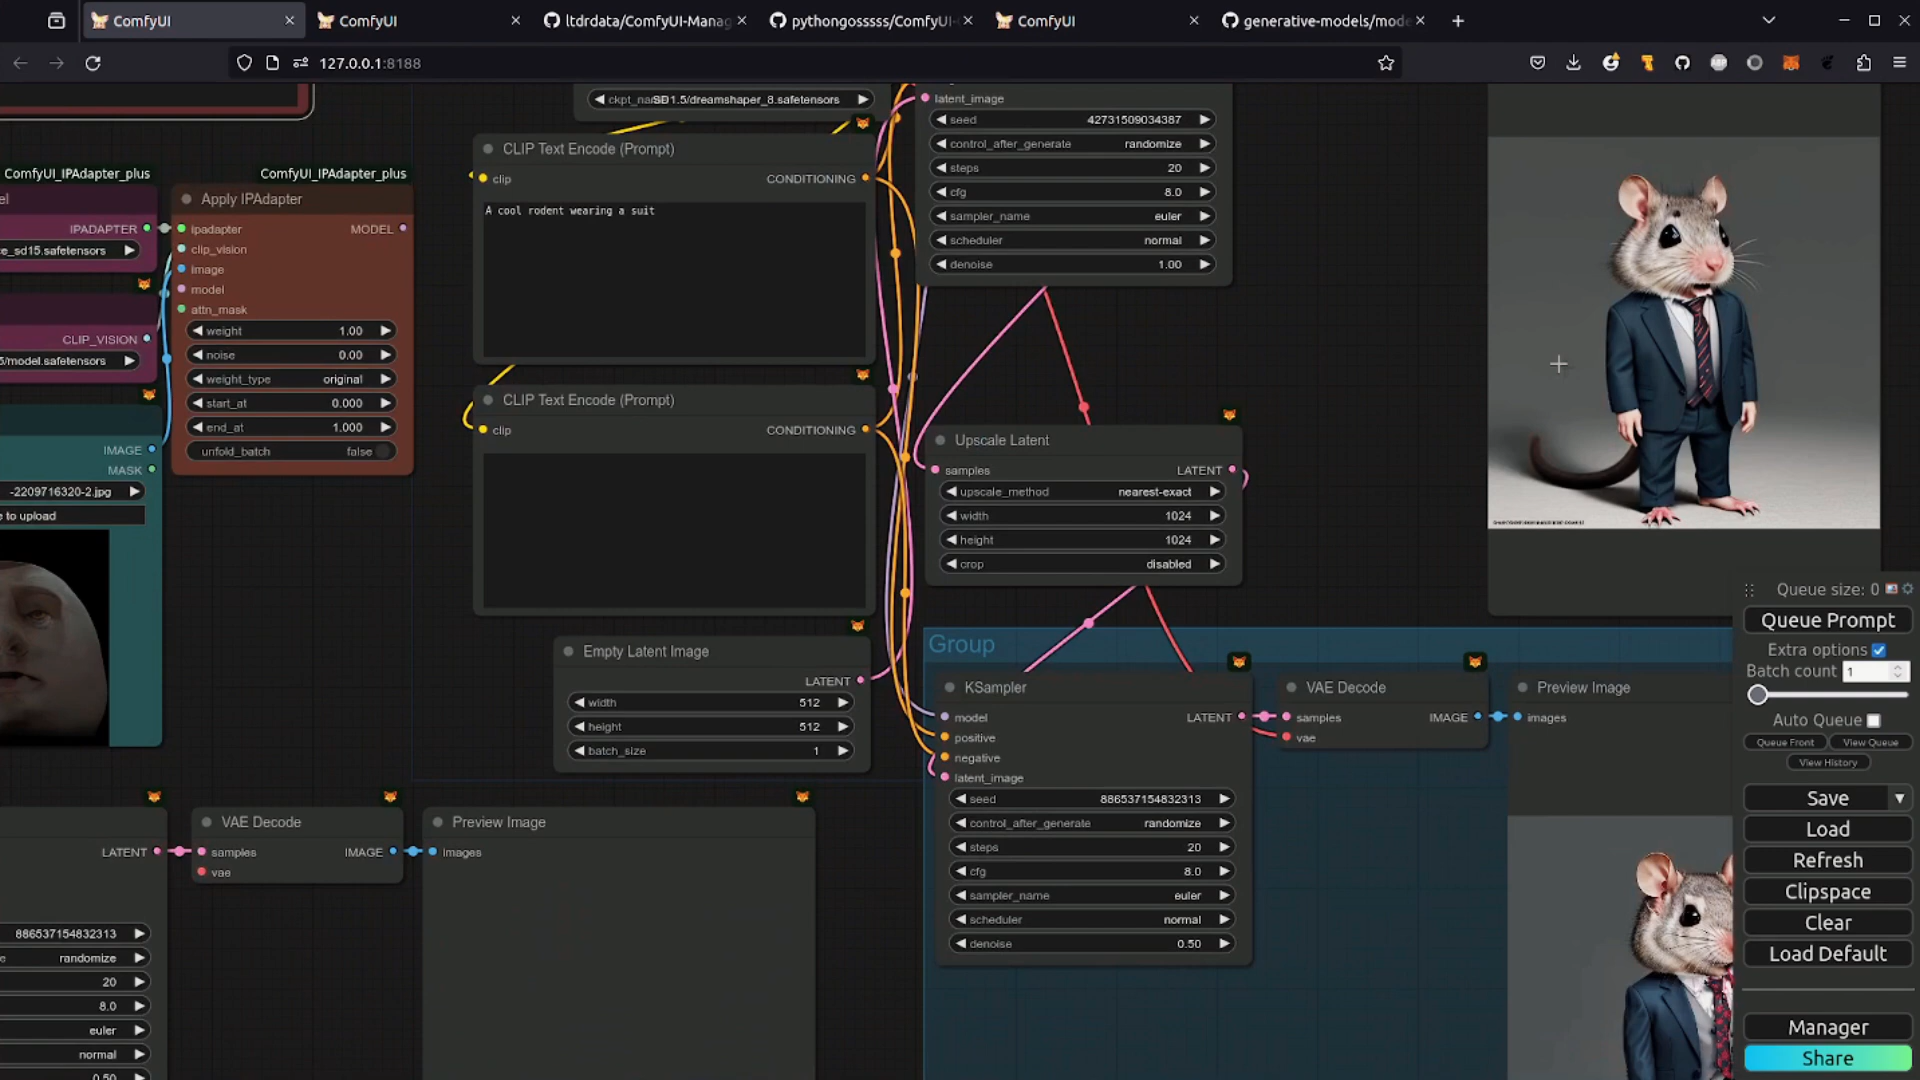 ComfyUI
ComfyUI
ltdrdata/ComfyUI-Manag
pythongosssss/ComfyUI-
ComfyUI
generative-models/mode
127.0.0.1:8188
ckpt_na
SD1.5/dreamshaper_8.safetensors
latent_image
seed 42731509034387
control_after_generate randomize
steps 20
cfg 8.0
sampler_name euler
scheduler normal
denoise 1.00
CLIP Text Encode (Prompt)
clip CONDITIONING
A cool rodent wearing a suit
ComfyUI_IPAdapter_plus
ComfyUI_IPAdapter_plus
el
IPADAPTER
e_sd15.safetensors
CLIP_VISION
5/model.safetensors
Apply IPAdapter
ipadapter MODEL
clip_vision
image
model
attn_mask
weight 1.00
noise 0.00
weight_type original
start_at 0.000
end_at 1.000
unfold_batch false
IMAGE
MASK
-2209716320-2.jpg
e to upload
CLIP Text Encode (Prompt)
clip CONDITIONING
Upscale Latent
samples LATENT
upscale_method nearest-exact
width 1024
height 1024
crop disabled
Empty Latent Image
LATENT
width 512
height 512
batch_size 1
Group
KSampler
model LATENT
positive
negative
latent_image
seed 886537154832313
control_after_generate randomize
steps 20
cfg 8.0
sampler_name euler
scheduler normal
denoise 0.50
VAE Decode
samples IMAGE
vae
Preview Image
images
LATENT
886537154832313
randomize
20
8.0
euler
normal
0.50
VAE Decode
samples IMAGE
vae
Preview Image
images
Queue size: 0
Queue Prompt
Extra options
Batch count 1
Auto Queue
Queue Front
View Queue
View History
Save
Load
Refresh
Clipspace
Clear
Load Default
Manager
Share